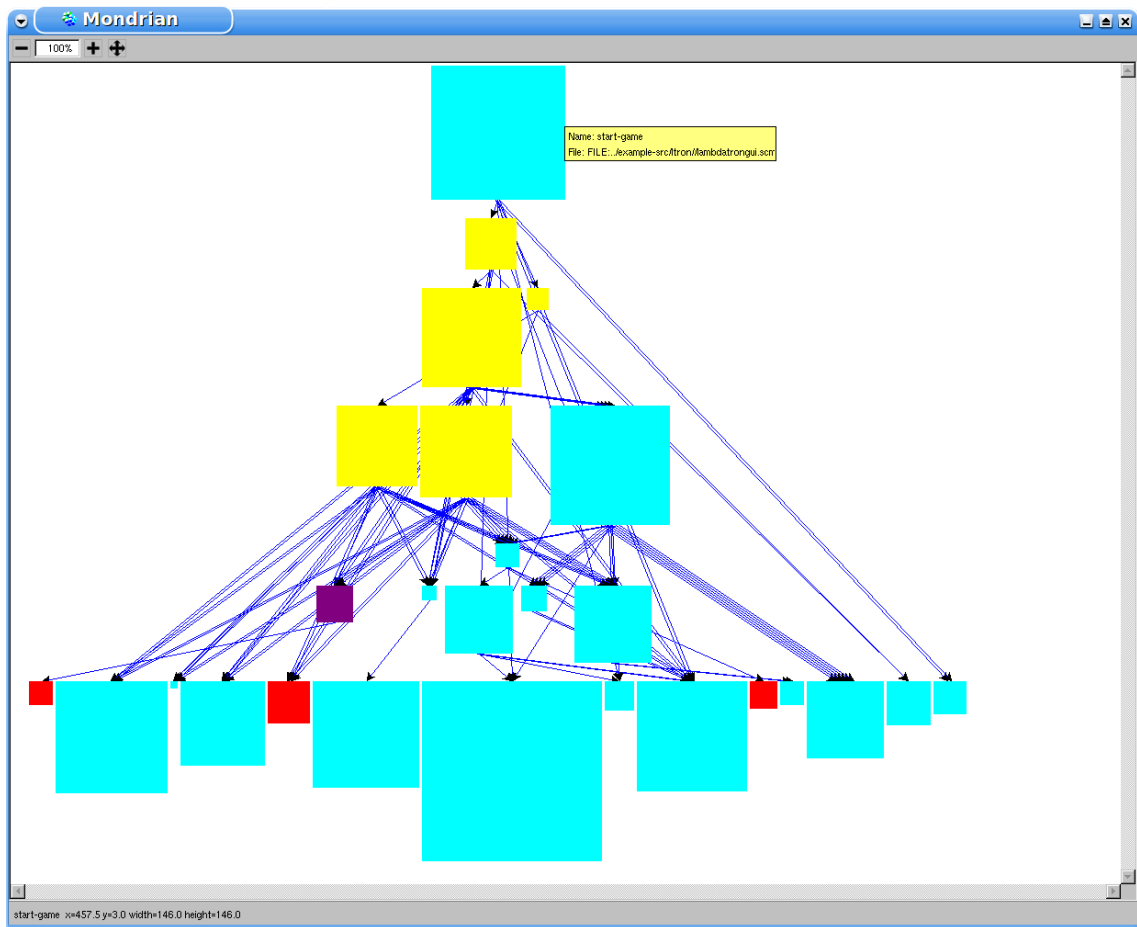 Mondrian
100%
Name: start-game
File: FILE:../example-src/ltron//lambdatrongui.scm
start-game x=457.5 y=3.0 width=146.0 height=146.0